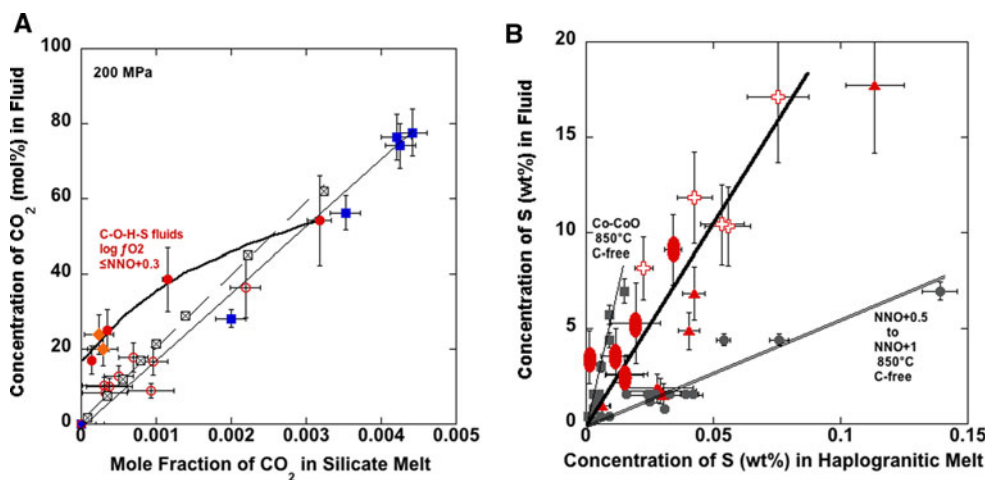 A
100
200 MPa
80
60
40
20
0
Concentration of CO2 (mol%) in Fluid
C-O-H-S fluids
log ƒO2
≤NNO+0.3
0 0.001 0.002 0.003 0.004 0.005
Mole Fraction of CO2 in Silicate Melt
B
20
15
10
5
0
Concentration of S (wt%) in Fluid
Co-CoO
850°C
C-free
NNO+0.5
to
NNO+1
850°C
C-free
0 0.05 0.1 0.15
Concentration of S (wt%) in Haplogranitic Melt